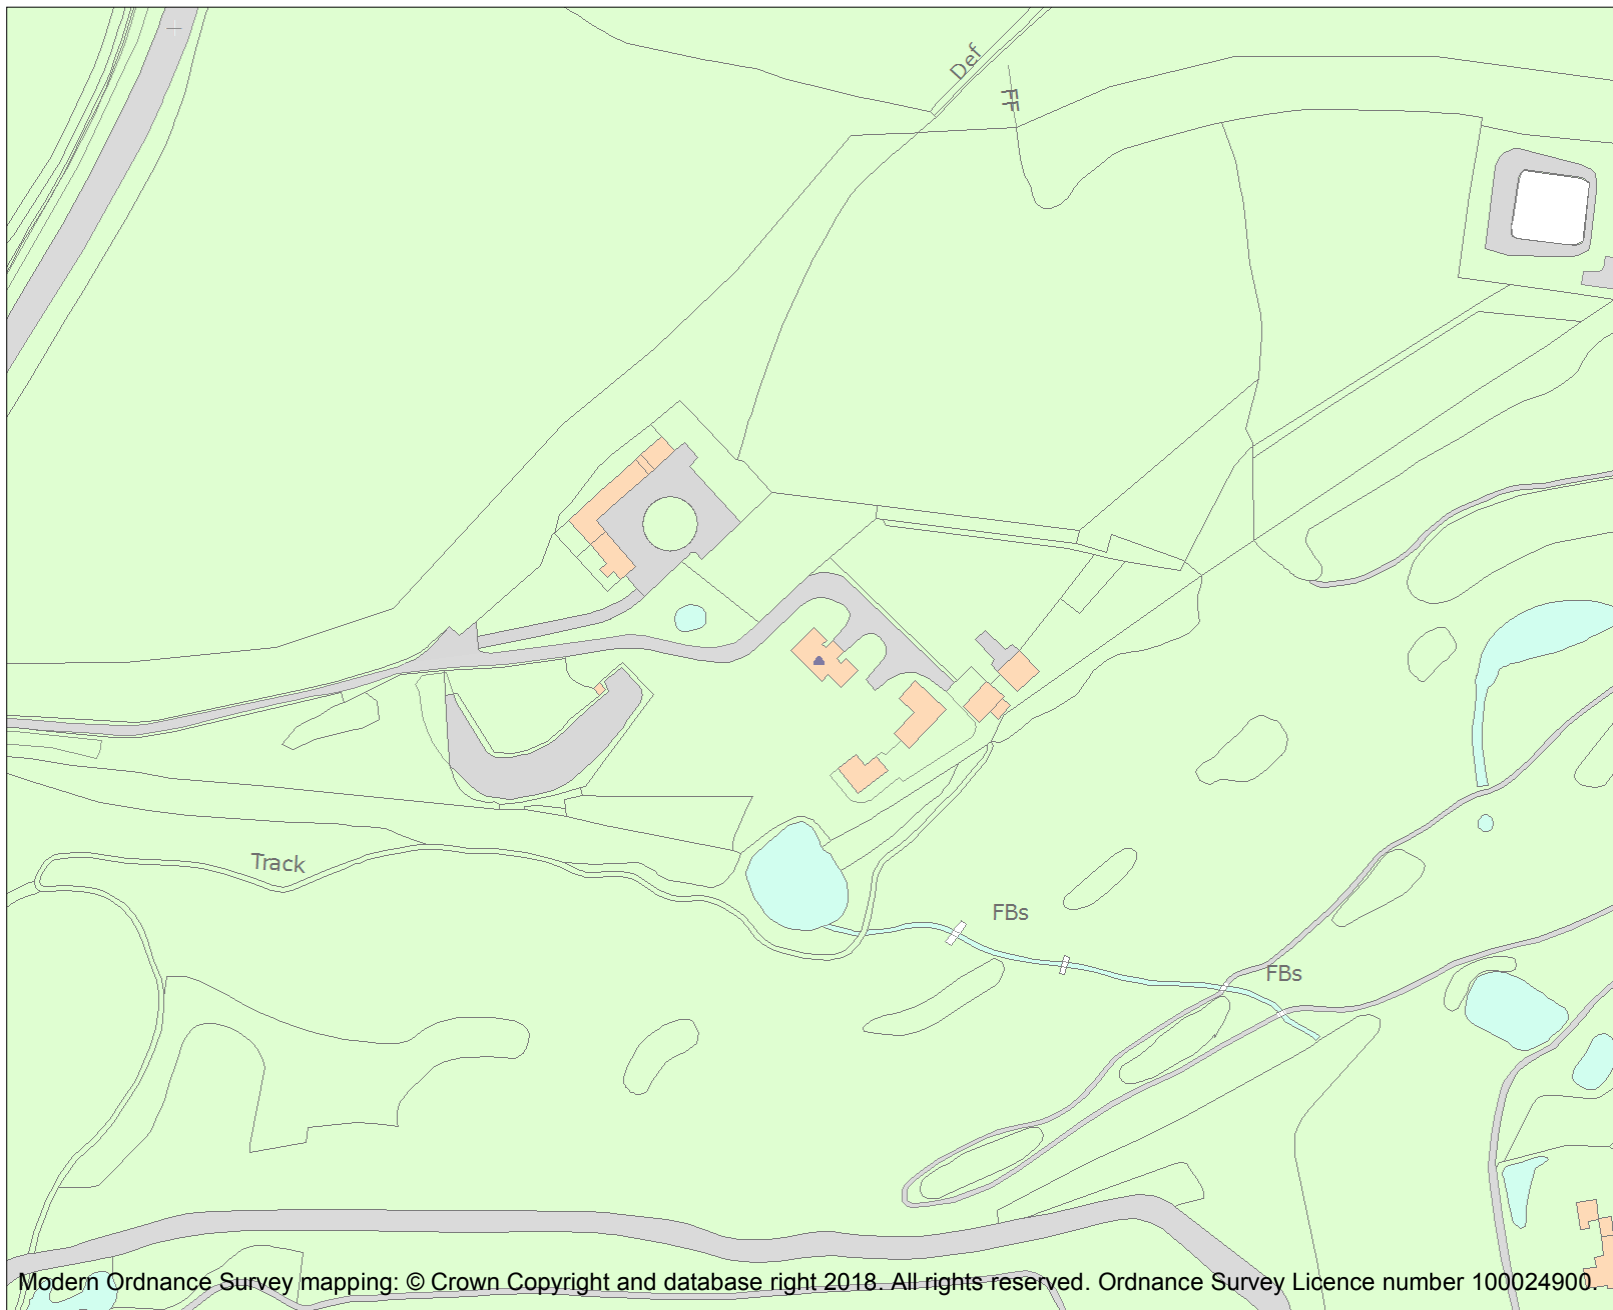 Def
FF
Track
FBs
FBs
Modern Ordnance Survey mapping: © Crown Copyright and database right 2018. All rights reserved. Ordnance Survey Licence number 100024900.